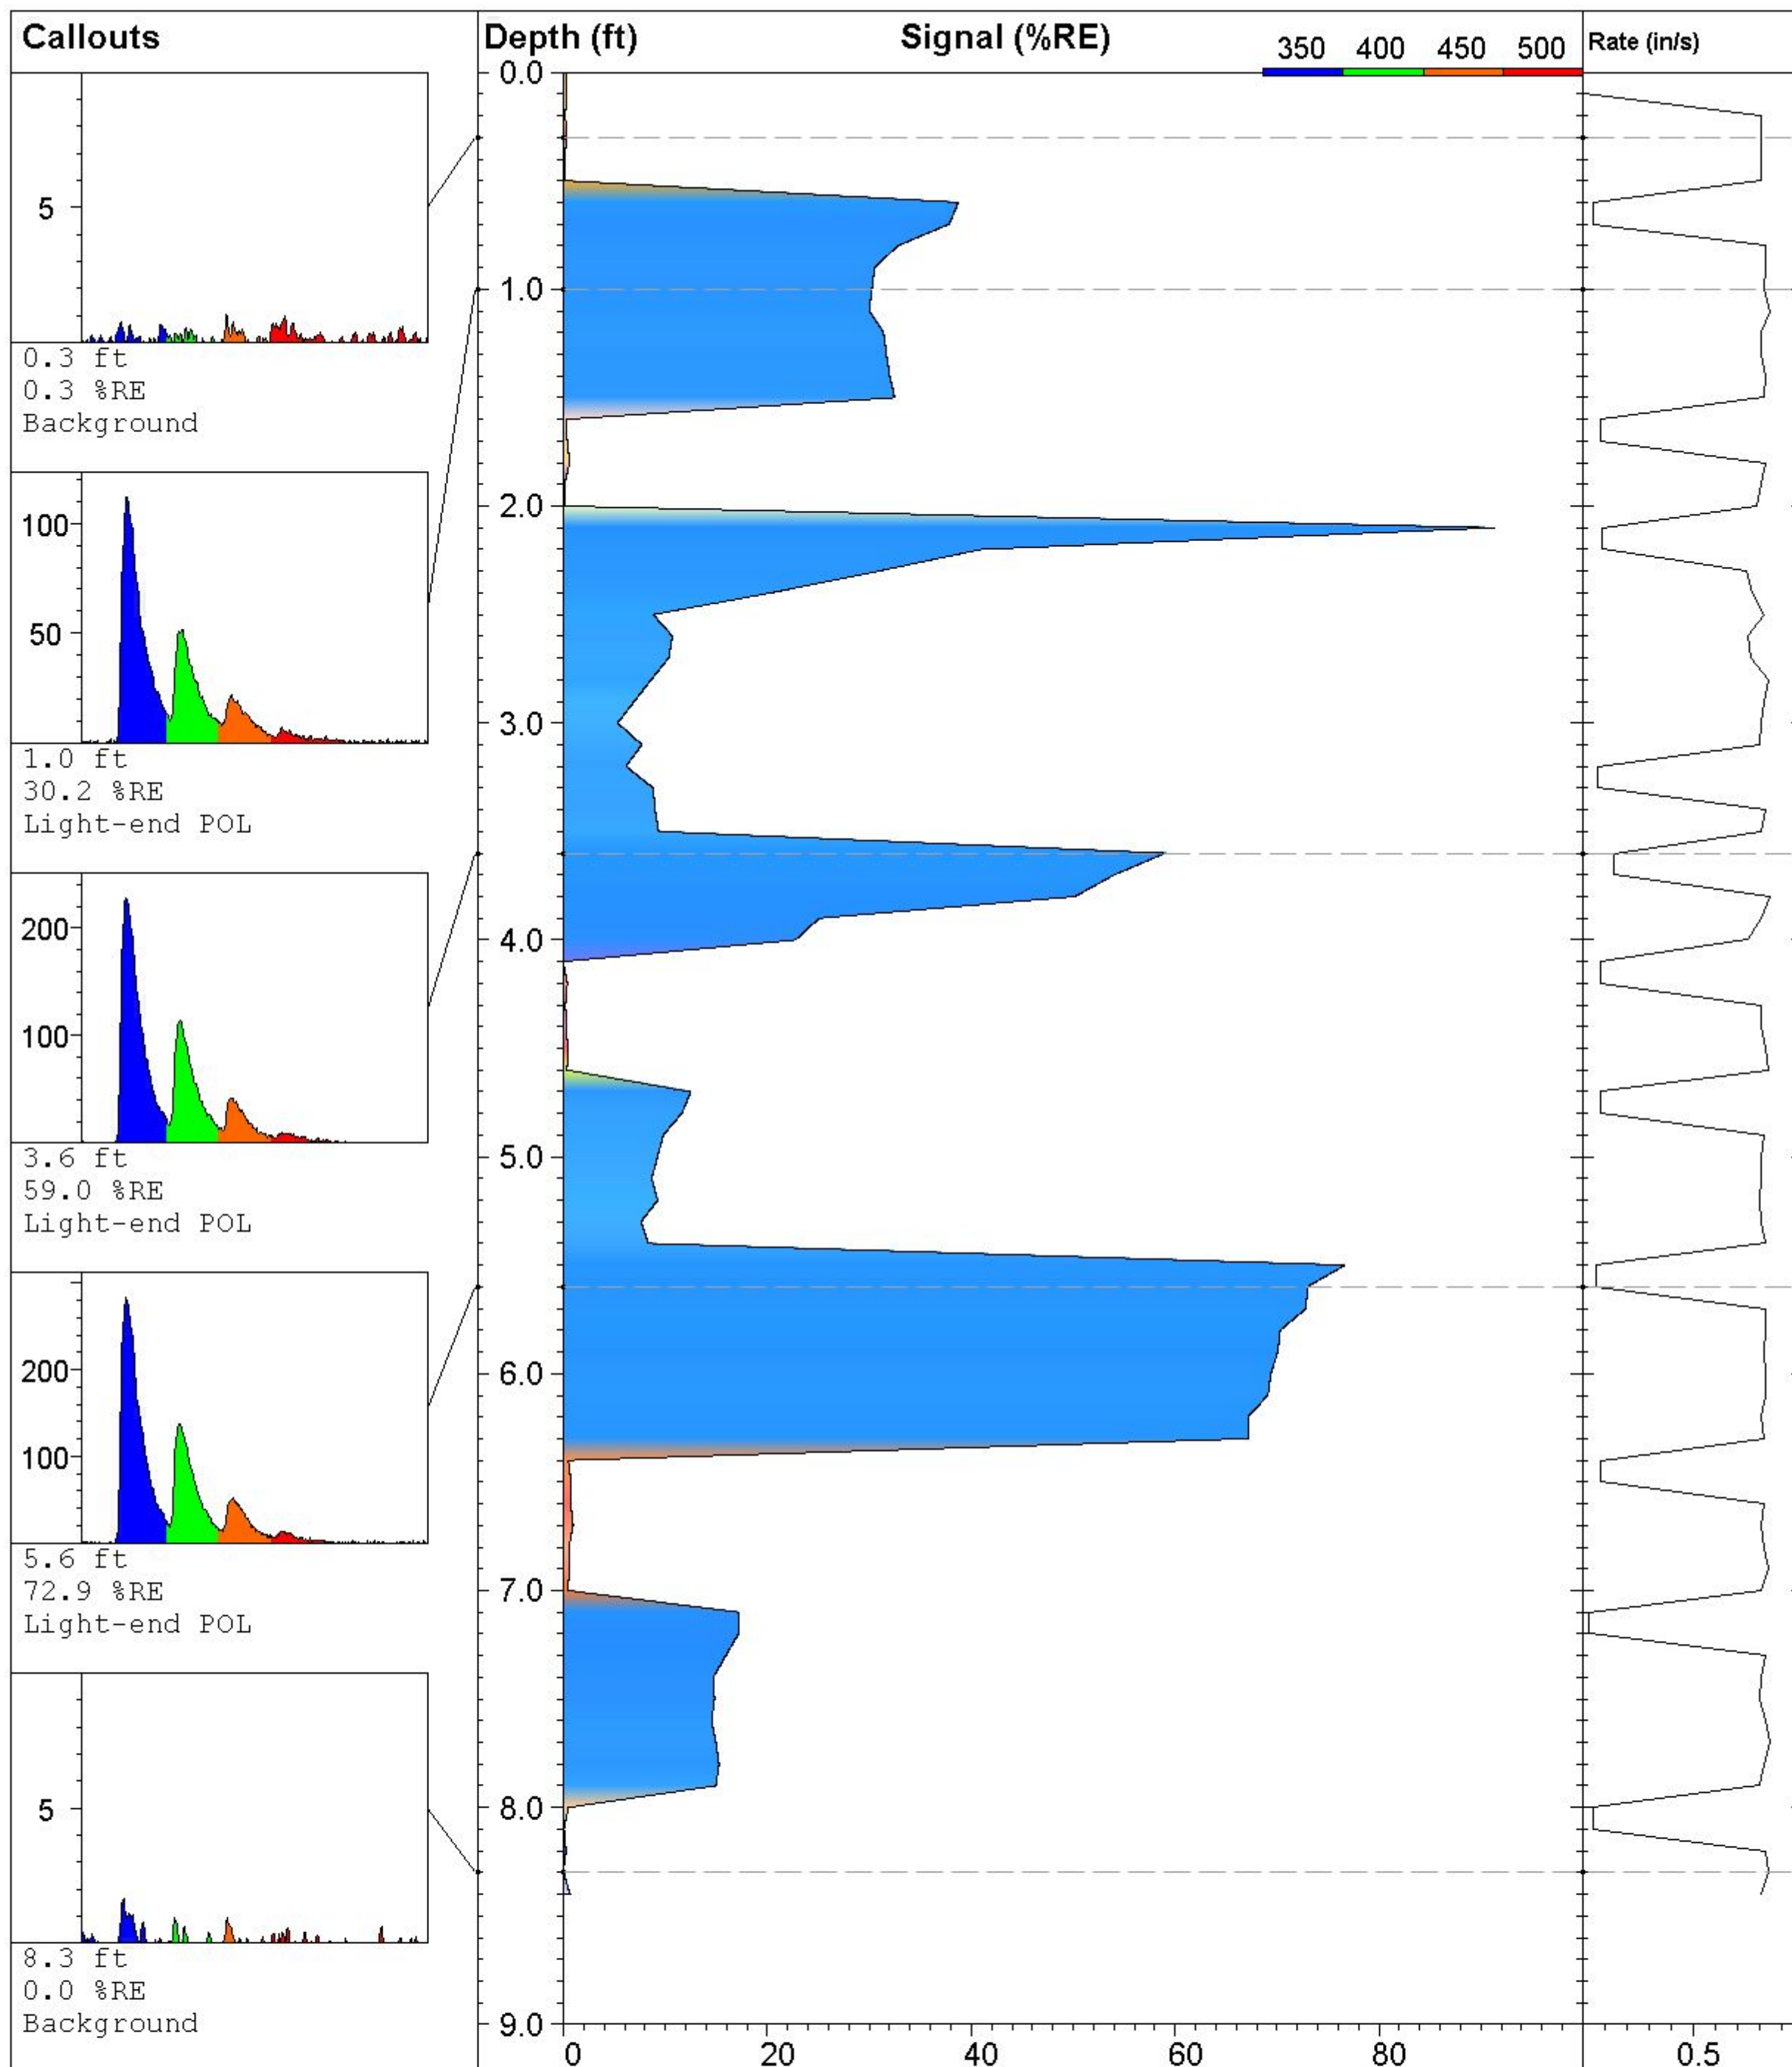 Callouts
Depth (ft)
Signal (%RE)
350 400 450 500
Rate (in/s)
5
0.3 ft
0.3 %RE
Background
100
50
1.0 ft
30.2 %RE
Light-end POL
200
100
3.6 ft
59.0 %RE
Light-end POL
200
100
5.6 ft
72.9 %RE
Light-end POL
5
8.3 ft
0.0 %RE
Background
0.0
1.0
2.0
3.0
4.0
5.0
6.0
7.0
8.0
9.0
0 20 40 60 80
0.5